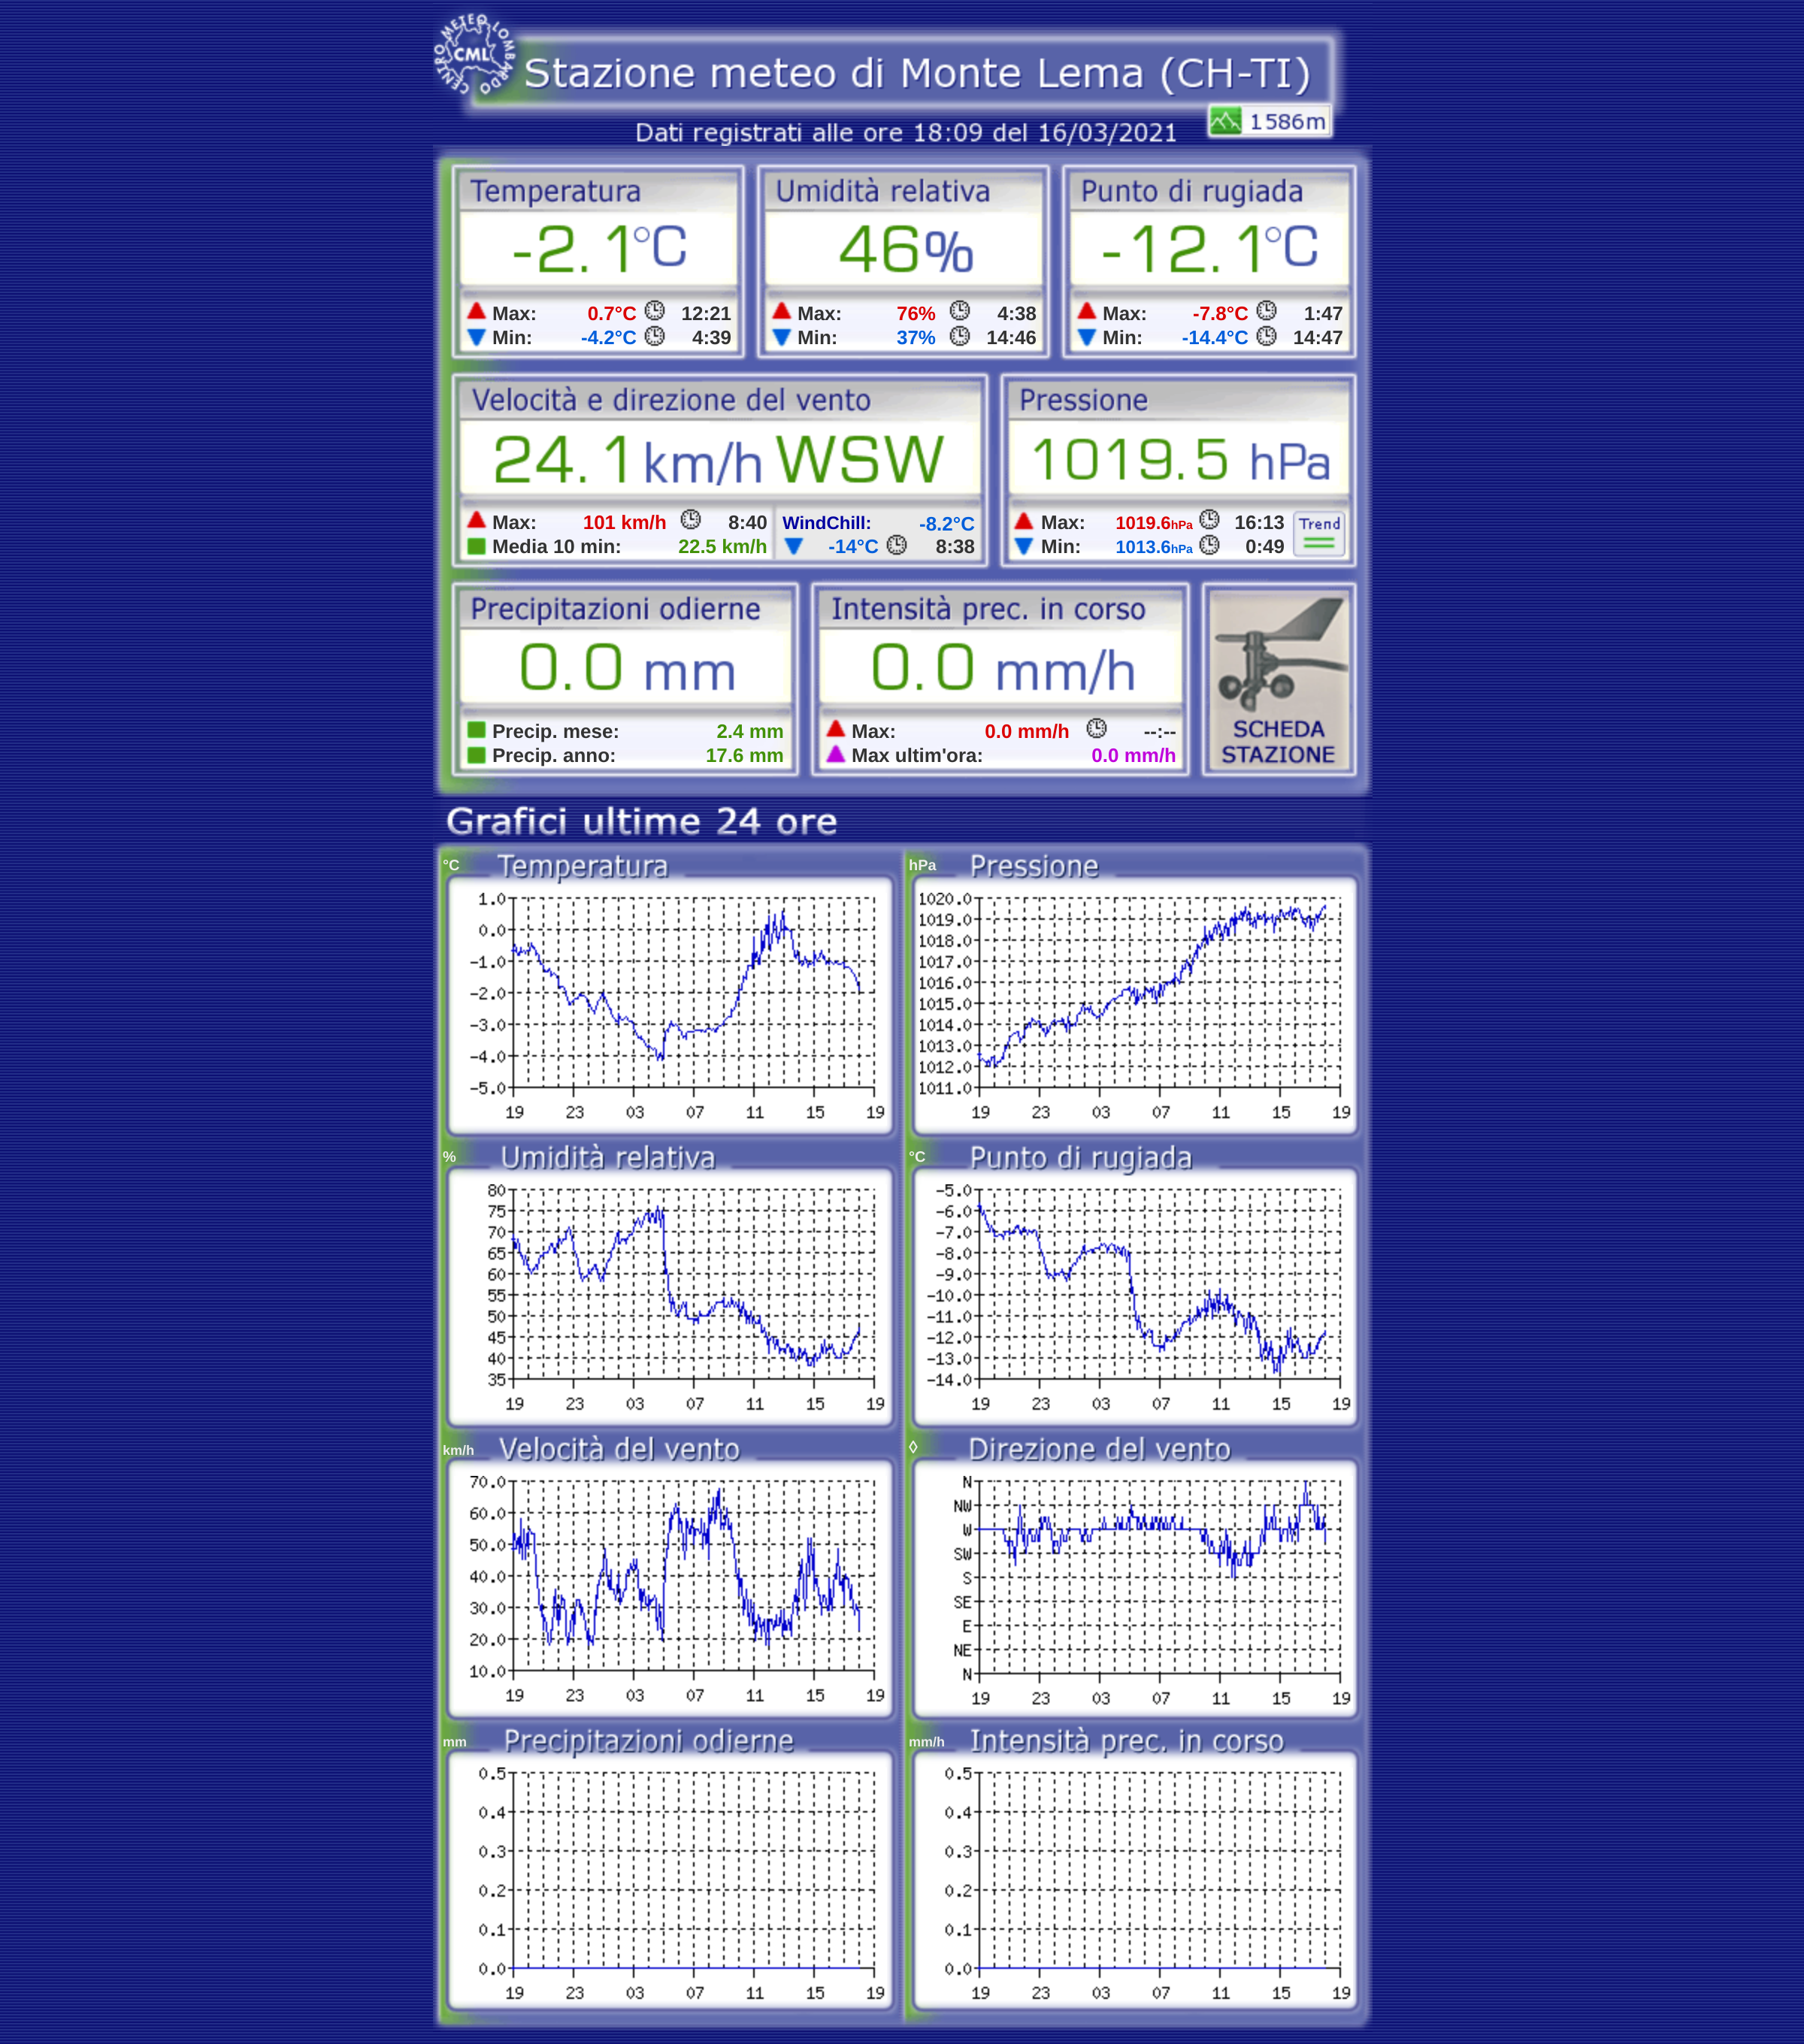 CENTRO METEO LOMBARDO
CML
Stazione meteo di Monte Lema (CH-TI)
1586m
Dati registrati alle ore 18:09 del 16/03/2021
Temperatura
-2.1°C
Max: 0.7°C 12:21
Min: -4.2°C 4:39
Umidità relativa
46%
Max: 76% 4:38
Min: 37% 14:46
Punto di rugiada
-12.1°C
Max: -7.8°C 1:47
Min: -14.4°C 14:47
Velocità e direzione del vento
24.1 km/h WSW
Max: 101 km/h 8:40
Media 10 min: 22.5 km/h
WindChill: -8.2°C
-14°C 8:38
Pressione
1019.5 hPa
Max: 1019.6hPa 16:13
Min: 1013.6hPa 0:49
Trend
Precipitazioni odierne
0.0 mm
Precip. mese: 2.4 mm
Precip. anno: 17.6 mm
Intensità prec. in corso
0.0 mm/h
Max: 0.0 mm/h --:--
Max ultim'ora: 0.0 mm/h
SCHEDA
STAZIONE
Grafici ultime 24 ore
°C Temperatura
1.0
0.0
-1.0
-2.0
-3.0
-4.0
-5.0
19 23 03 07 11 15 19
hPa Pressione
1020.0
1019.0
1018.0
1017.0
1016.0
1015.0
1014.0
1013.0
1012.0
1011.0
19 23 03 07 11 15 19
% Umidità relativa
80
75
70
65
60
55
50
45
40
35
19 23 03 07 11 15 19
°C Punto di rugiada
-5.0
-6.0
-7.0
-8.0
-9.0
-10.0
-11.0
-12.0
-13.0
-14.0
19 23 03 07 11 15 19
km/h Velocità del vento
70.0
60.0
50.0
40.0
30.0
20.0
10.0
19 23 03 07 11 15 19
◊ Direzione del vento
N
NW
W
SW
S
SE
E
NE
N
19 23 03 07 11 15 19
mm Precipitazioni odierne
0.5
0.4
0.3
0.2
0.1
0.0
19 23 03 07 11 15 19
mm/h Intensità prec. in corso
0.5
0.4
0.3
0.2
0.1
0.0
19 23 03 07 11 15 19